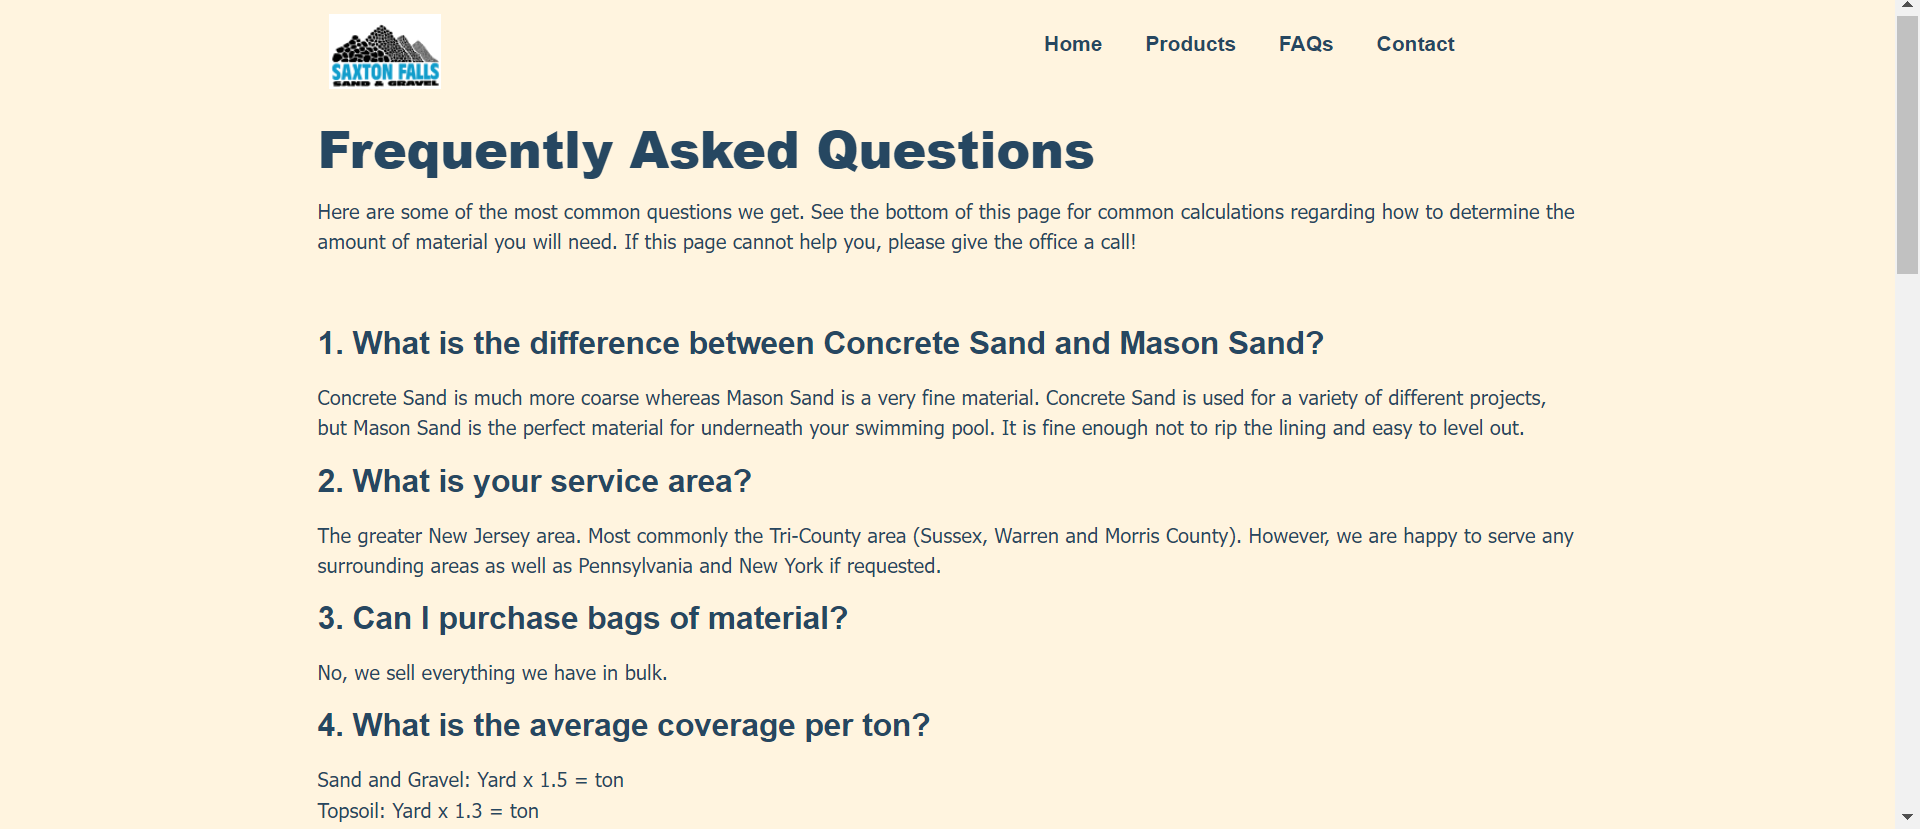 SAXTON FALLS
SAND & GRAVEL
Home Products FAQs Contact
Frequently Asked Questions
Here are some of the most common questions we get. See the bottom of this page for common calculations regarding how to determine the
amount of material you will need. If this page cannot help you, please give the office a call!
1. What is the difference between Concrete Sand and Mason Sand?
Concrete Sand is much more coarse whereas Mason Sand is a very fine material. Concrete Sand is used for a variety of different projects,
but Mason Sand is the perfect material for underneath your swimming pool. It is fine enough not to rip the lining and easy to level out.
2. What is your service area?
The greater New Jersey area. Most commonly the Tri-County area (Sussex, Warren and Morris County). However, we are happy to serve any
surrounding areas as well as Pennsylvania and New York if requested.
3. Can I purchase bags of material?
No, we sell everything we have in bulk.
4. What is the average coverage per ton?
Sand and Gravel: Yard x 1.5 = ton
Topsoil: Yard x 1.3 = ton